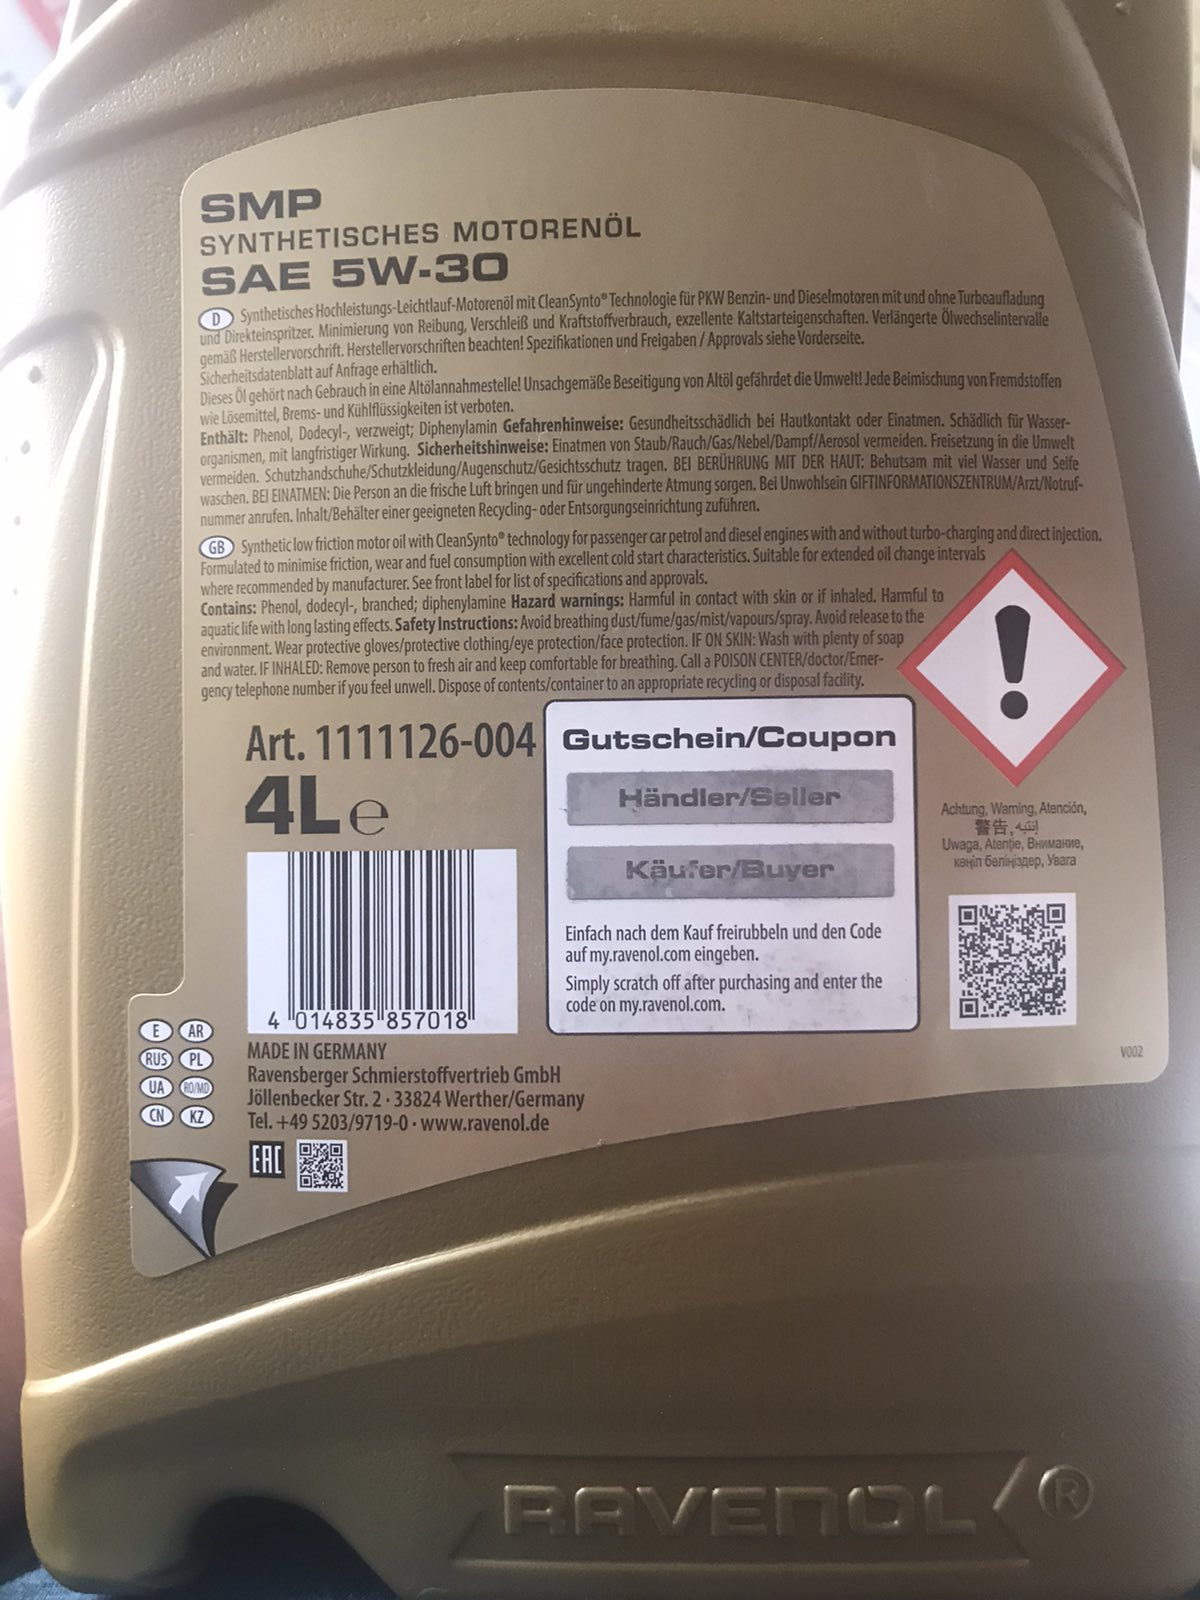 SMP
SYNTHETISCHES MOTORENÖL
SAE 5W-30
D Synthetisches Hochleistungs-Leichtlauf-Motorenöl mit CleanSynto® Technologie für PKW Benzin- und Dieselmotoren mit und ohne Turboaufladung
und Direkteinspritzer. Minimierung von Reibung, Verschleiß und Kraftstoffverbrauch, exzellente Kaltstarteigenschaften. Verlängerte Ölwechselintervalle
gemäß Herstellervorschrift. Herstellervorschriften beachten! Spezifikationen und Freigaben / Approvals siehe Vorderseite.
Sicherheitsdatenblatt auf Anfrage erhältlich.
Dieses Öl gehört nach Gebrauch in eine Altölannahmestelle! Unsachgemäße Beseitigung von Altöl gefährdet die Umwelt! Jede Beimischung von Fremdstoffen
wie Lösemittel, Brems- und Kühlflüssigkeiten ist verboten.
Enthält: Phenol, Dodecyl-, verzweigt; Diphenylamin Gefahrenhinweise: Gesundheitsschädlich bei Hautkontakt oder Einatmen. Schädlich für Wasser-
organismen, mit langfristiger Wirkung. Sicherheitshinweise: Einatmen von Staub/Rauch/Gas/Nebel/Dampf/Aerosol vermeiden. Freisetzung in die Umwelt
vermeiden. Schutzhandschuhe/Schutzkleidung/Augenschutz/Gesichtsschutz tragen. BEI BERÜHRUNG MIT DER HAUT: Behutsam mit viel Wasser und Seife
waschen. BEI EINATMEN: Die Person an die frische Luft bringen und für ungehinderte Atmung sorgen. Bei Unwohlsein GIFTINFORMATIONSZENTRUM/Arzt/Notruf-
nummer anrufen. Inhalt/Behälter einer geeigneten Recycling- oder Entsorgungseinrichtung zuführen.
GB Synthetic low friction motor oil with CleanSynto® technology for passenger car petrol and diesel engines with and without turbo-charging and direct injection.
Formulated to minimise friction, wear and fuel consumption with excellent cold start characteristics. Suitable for extended oil change intervals
where recommended by manufacturer. See front label for list of specifications and approvals.
Contains: Phenol, dodecyl-, branched; diphenylamine Hazard warnings: Harmful in contact with skin or if inhaled. Harmful to
aquatic life with long lasting effects. Safety Instructions: Avoid breathing dust/fume/gas/mist/vapours/spray. Avoid release to the
environment. Wear protective gloves/protective clothing/eye protection/face protection. IF ON SKIN: Wash with plenty of soap
and water. IF INHALED: Remove person to fresh air and keep comfortable for breathing. Call a POISON CENTER/doctor/Emer-
gency telephone number if you feel unwell. Dispose of contents/container to an appropriate recycling or disposal facility.
Art. 1111126-004
4L e
Gutschein/Coupon
Händler/Seller
Käufer/Buyer
Einfach nach dem Kauf freirubbeln und den Code
auf my.ravenol.com eingeben.
Simply scratch off after purchasing and enter the
code on my.ravenol.com.
Achtung, Warning, Atención,
警告, إنتبه
Uwaga, Atenție, Внимание,
көңіл бөліңіздер, Увага
4 014835 857018
E AR
RUS PL
UA RO/MD
CN KZ
MADE IN GERMANY
Ravensberger Schmierstoffvertrieb GmbH
Jöllenbecker Str. 2 · 33824 Werther/Germany
Tel. +49 5203/9719-0 · www.ravenol.de
V002
EAC
RAVENOL ®